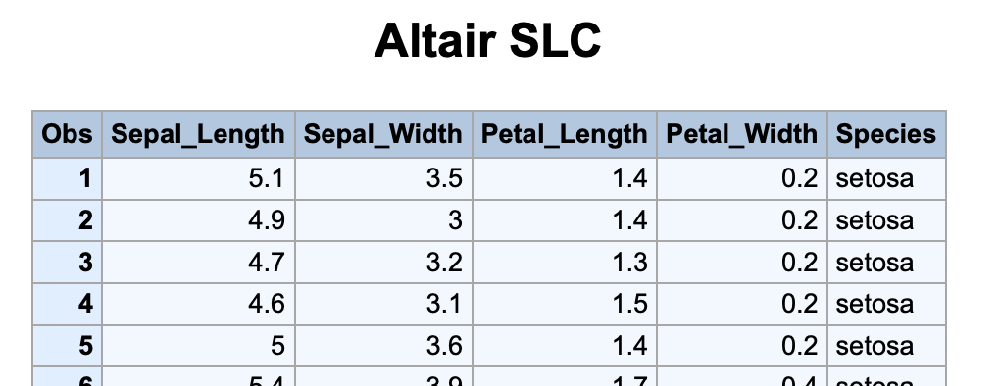 Altair SLC
Obs Sepal_Length Sepal_Width Petal_Length Petal_Width Species
1 5.1 3.5 1.4 0.2 setosa
2 4.9 3 1.4 0.2 setosa
3 4.7 3.2 1.3 0.2 setosa
4 4.6 3.1 1.5 0.2 setosa
5 5 3.6 1.4 0.2 setosa
6 5.4 3.9 1.7 0.4 setosa